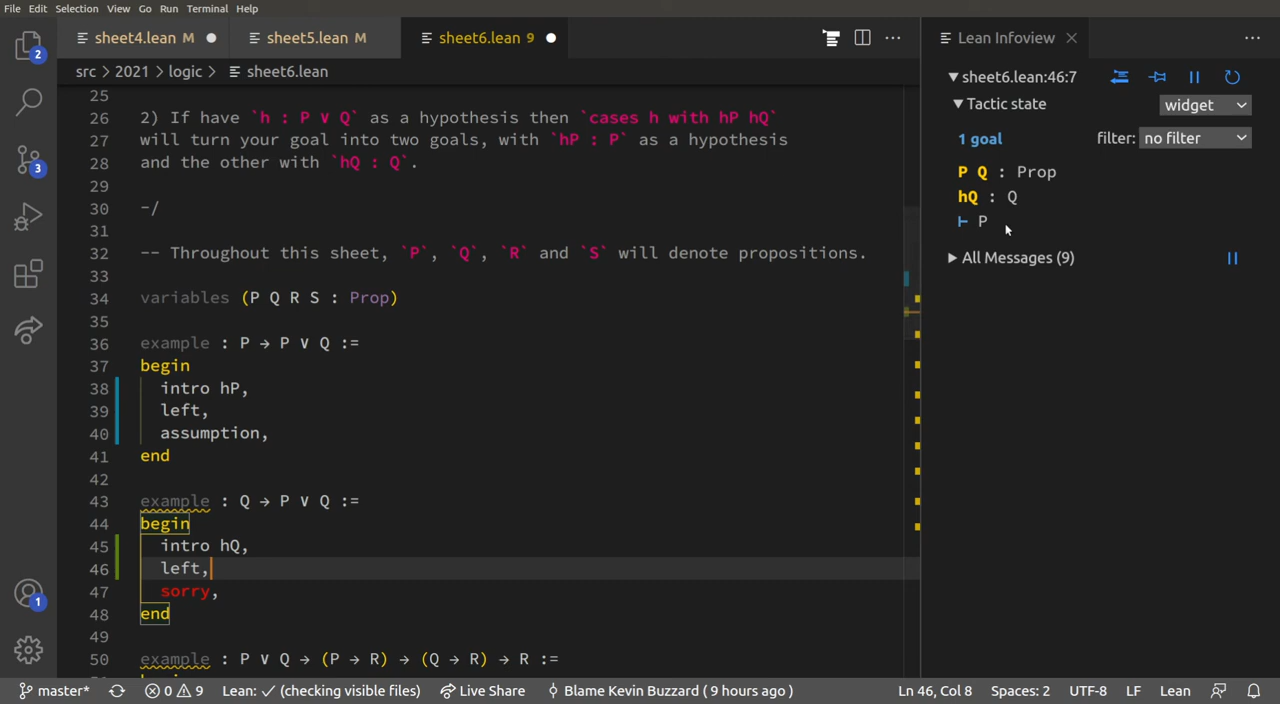 File Edit Selection View Go Run Terminal Help
sheet4.lean M
sheet5.lean M
sheet6.lean 9
Lean Infoview
src > 2021 > logic > sheet6.lean
sheet6.lean:46:7
Tactic state
widget
1 goal
filter: no filter
P Q : Prop
hQ : Q
⊢ P
All Messages (9)
25
26 2) If have `h : P ∨ Q` as a hypothesis then `cases h with hP hQ`
27 will turn your goal into two goals, with `hP : P` as a hypothesis
28 and the other with `hQ : Q`.
29
30 -/
31
32 -- Throughout this sheet, `P`, `Q`, `R` and `S` will denote propositions.
33
34 variables (P Q R S : Prop)
35
36 example : P → P ∨ Q :=
37 begin
38 intro hP,
39 left,
40 assumption,
41 end
42
43 example : Q → P ∨ Q :=
44 begin
45 intro hQ,
46 left,
47 sorry,
48 end
49
50 example : P ∨ Q → (P → R) → (Q → R) → R :=
2
3
1
master* 0 9 Lean: ✓ (checking visible files) Live Share Blame Kevin Buzzard ( 9 hours ago ) Ln 46, Col 8 Spaces: 2 UTF-8 LF Lean